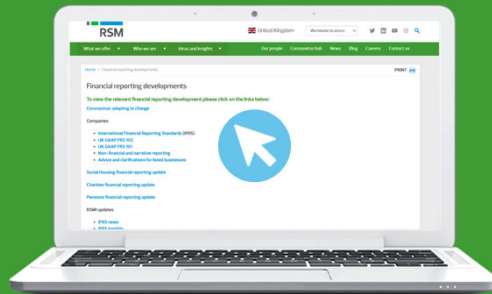 RSM
United Kingdom
Worldwide locations
What we offer
Who we are
Ideas and insights
Our people
Coronavirus hub
News
Blog
Careers
Contact us
Home / Financial reporting developments
PRINT
Financial reporting developments
To view the relevant financial reporting development please click on the links below:
Coronavirus: adapting to change
Companies
International Financial Reporting Standards (IFRS)
UK GAAP FRS 102
UK GAAP FRS 101
Non-financial and narrative reporting
Advice and clarifications for listed businesses
Social Housing financial reporting update
Charities financial reporting update
Pensions financial reporting update
RSMi updates
IFRS news